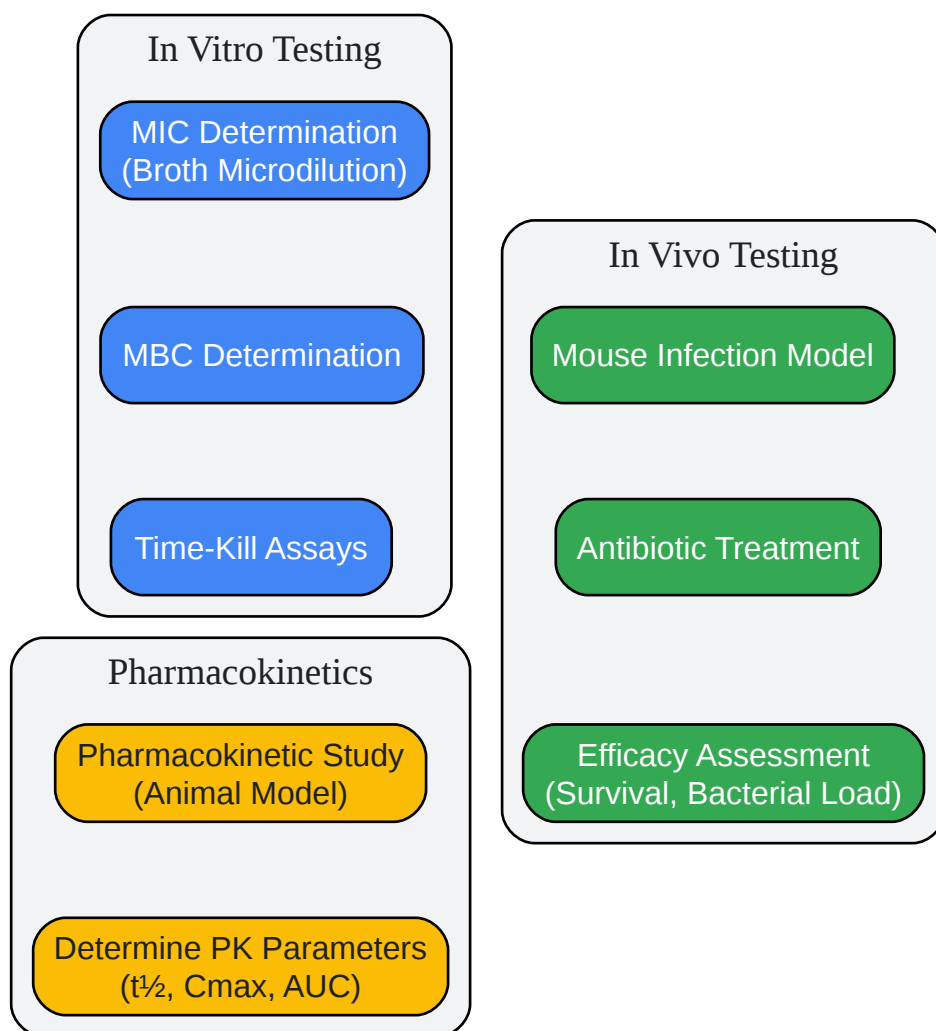 In Vitro Testing
MIC Determination
(Broth Microdilution)
MBC Determination
Time-Kill Assays
In Vivo Testing
Mouse Infection Model
Antibiotic Treatment
Efficacy Assessment
(Survival, Bacterial Load)
Pharmacokinetics
Pharmacokinetic Study
(Animal Model)
Determine PK Parameters
(t½, Cmax, AUC)